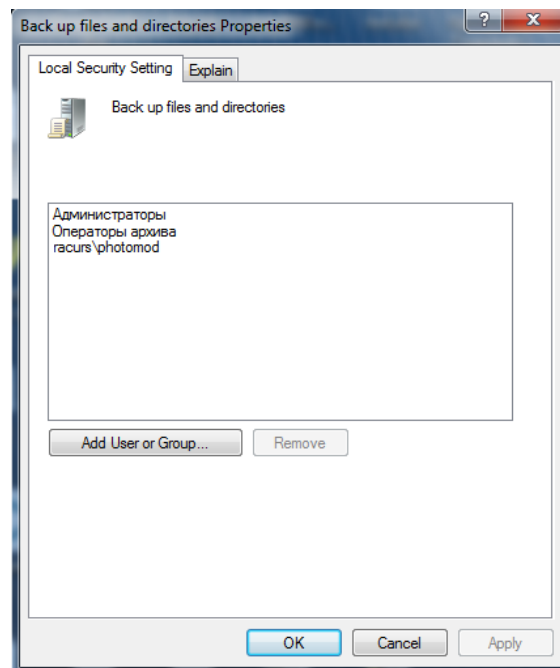 Back up files and directories Properties
Local Security Setting
Explain
Back up files and directories
Администраторы
Операторы архива
racurs\photomod
Add User or Group...
Remove
OK
Cancel
Apply